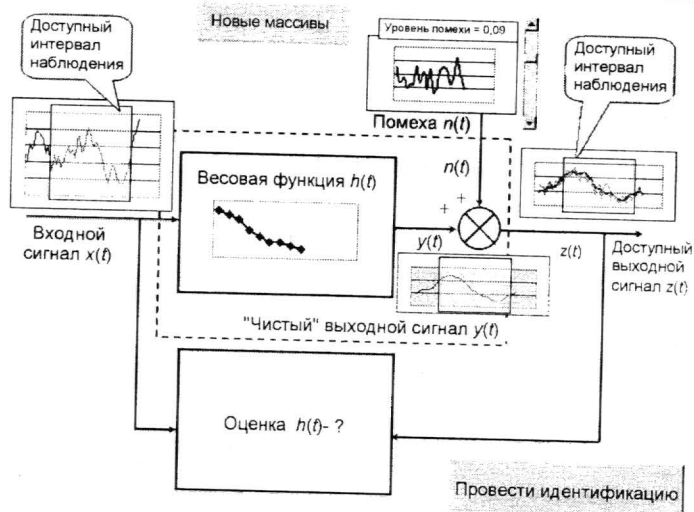 Новые массивы
Уровень помехи = 0,09
Доступный
интервал
наблюдения
Доступный
интервал
наблюдения
Помеха n(t)
Весовая функция h(t)
n(t)
+
+
Входной
сигнал x(t)
y(t)
z(t)
Доступный
выходной
сигнал z(t)
"Чистый" выходной сигнал y(t)
Оценка h(t)- ?
Провести идентификацию